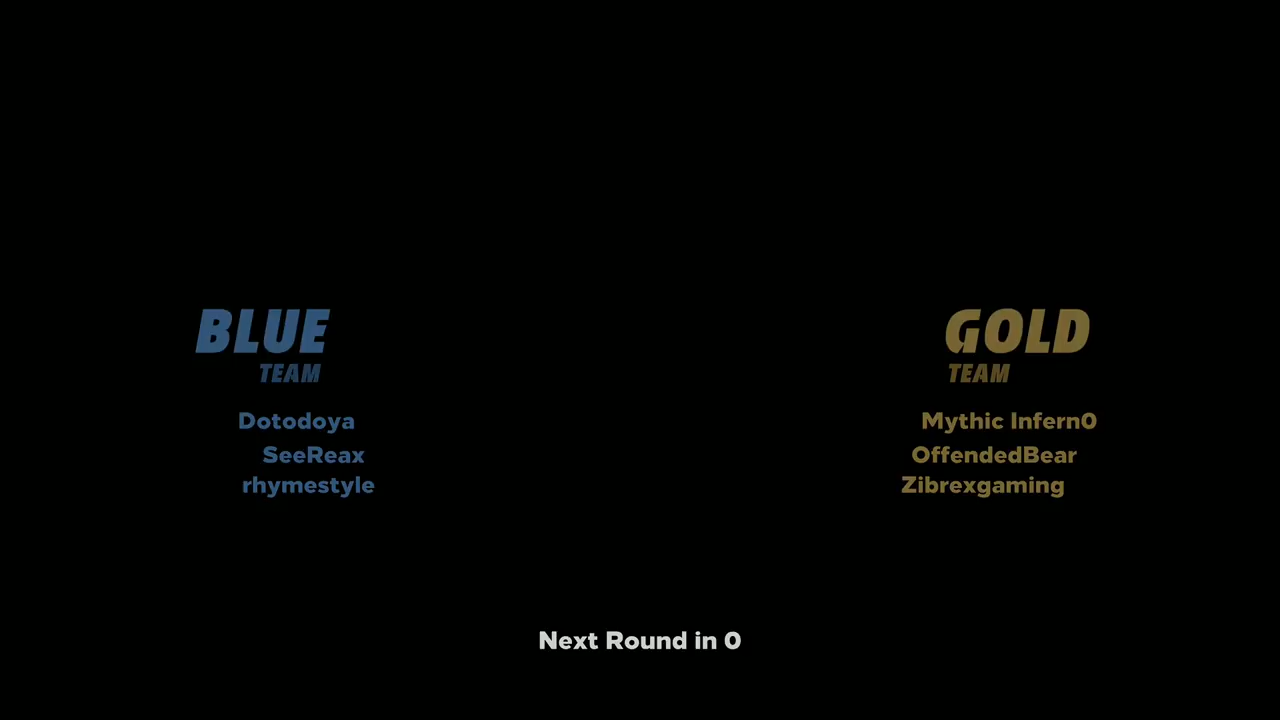 BLUE
TEAM
Dotodoya
SeeReax
rhymestyle
GOLD
TEAM
Mythic Infern0
OffendedBear
Zibrexgaming
Next Round in 0